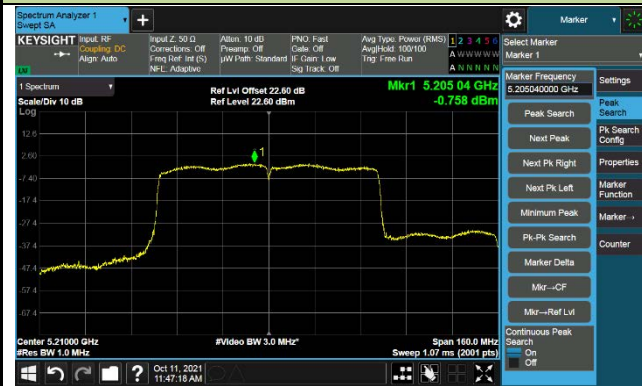 Spectrum Analyzer 1
Swept SA
+
Marker
KEYSIGHT
Input: RF
Coupling: DC
Align: Auto
Input Z: 50 Ω
Corrections: Off
Freq Ref: Int (S)
NFE: Adaptive
Atten: 10 dB
Preamp: Off
µW Path: Standard
PNO: Fast
Gate: Off
IF Gain: Low
Sig Track: Off
Avg Type: Power (RMS)
Avg|Hold: 100/100
Trig: Free Run
1 2 3 4 5 6
A W W W W W
A N N N N N
Select Marker
Marker 1
LVI
1 Spectrum
Scale/Div 10 dB
Log
Ref Lvl Offset 22.60 dB
Ref Level 22.60 dBm
Mkr1 5.205 04 GHz
-0.758 dBm
12.6
2.60
-7.40
-17.4
-27.4
-37.4
-47.4
-57.4
-67.4
1
Center 5.21000 GHz
#Res BW 1.0 MHz
#Video BW 3.0 MHz*
Span 160.0 MHz
Sweep 1.07 ms (2001 pts)
Marker Frequency
5.205040000 GHz
Peak Search
Next Peak
Next Pk Right
Next Pk Left
Minimum Peak
Pk-Pk Search
Marker Delta
Mkr→CF
Mkr→Ref Lvl
Continuous Peak
Search
On
Off
Settings
Peak
Search
Pk Search
Config
Properties
Marker
Function
Marker→
Counter
?
Oct 11, 2021
11:47:18 AM